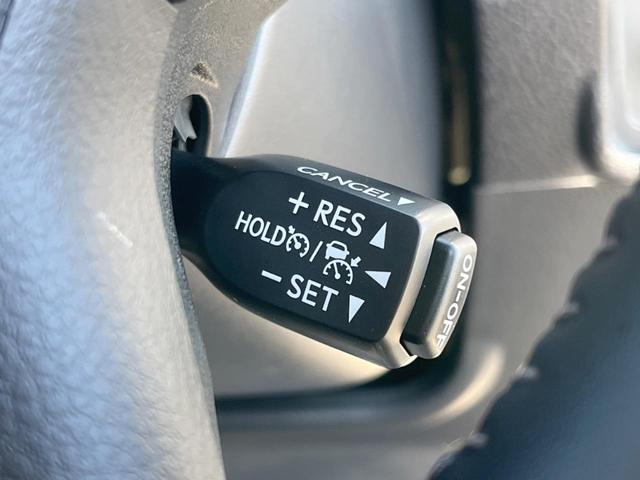 CANCEL▼
+ RES ▲
HOLD /
◀
− SET ▼
ON-OFF